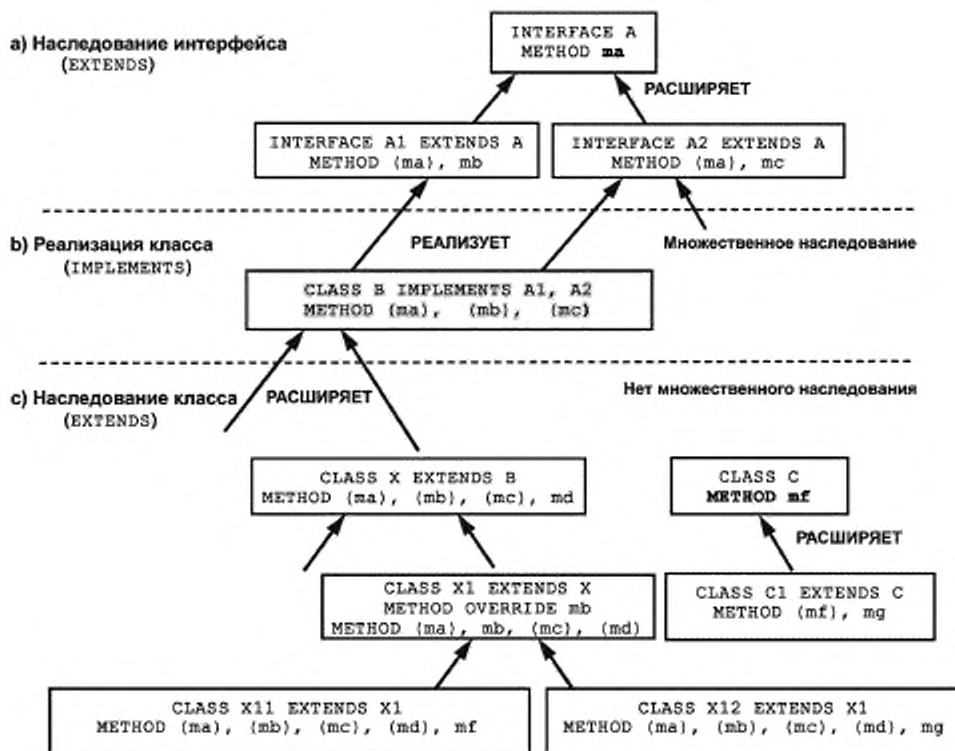 a) Наследование интерфейса
(EXTENDS)
INTERFACE A
METHOD ma
РАСШИРЯЕТ
INTERFACE A1 EXTENDS A
METHOD (ma), mb
INTERFACE A2 EXTENDS A
METHOD (ma), mc
b) Реализация класса
(IMPLEMENTS)
РЕАЛИЗУЕТ
Множественное наследование
CLASS B IMPLEMENTS A1, A2
METHOD (ma), (mb), (mc)
c) Наследование класса
(EXTENDS)
РАСШИРЯЕТ
Нет множественного наследования
CLASS X EXTENDS B
METHOD (ma), (mb), (mc), md
CLASS C
METHOD mf
РАСШИРЯЕТ
CLASS X1 EXTENDS X
METHOD OVERRIDE mb
METHOD (ma), mb, (mc), (md)
CLASS C1 EXTENDS C
METHOD (mf), mg
CLASS X11 EXTENDS X1
METHOD (ma), (mb), (mc), (md), mf
CLASS X12 EXTENDS X1
METHOD (ma), (mb), (mc), (md), mg